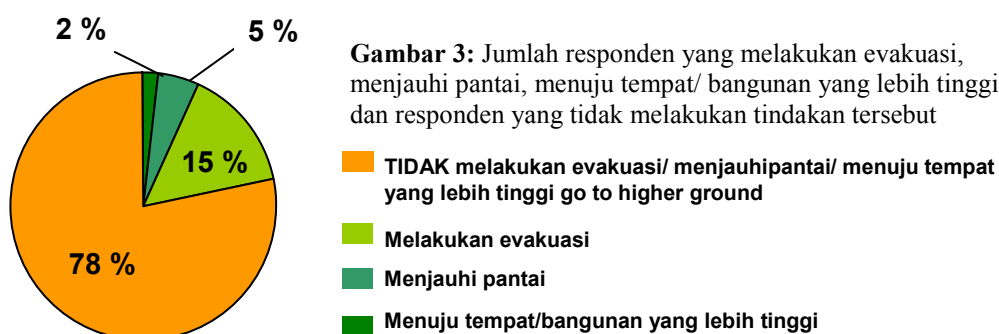 2 %
5 %
15 %
78 %
Gambar 3: Jumlah responden yang melakukan evakuasi,
menjauhi pantai, menuju tempat/ bangunan yang lebih tinggi
dan responden yang tidak melakukan tindakan tersebut
TIDAK melakukan evakuasi/ menjauhipantai/ menuju tempat
yang lebih tinggi go to higher ground
Melakukan evakuasi
Menjauhi pantai
Menuju tempat/bangunan yang lebih tinggi